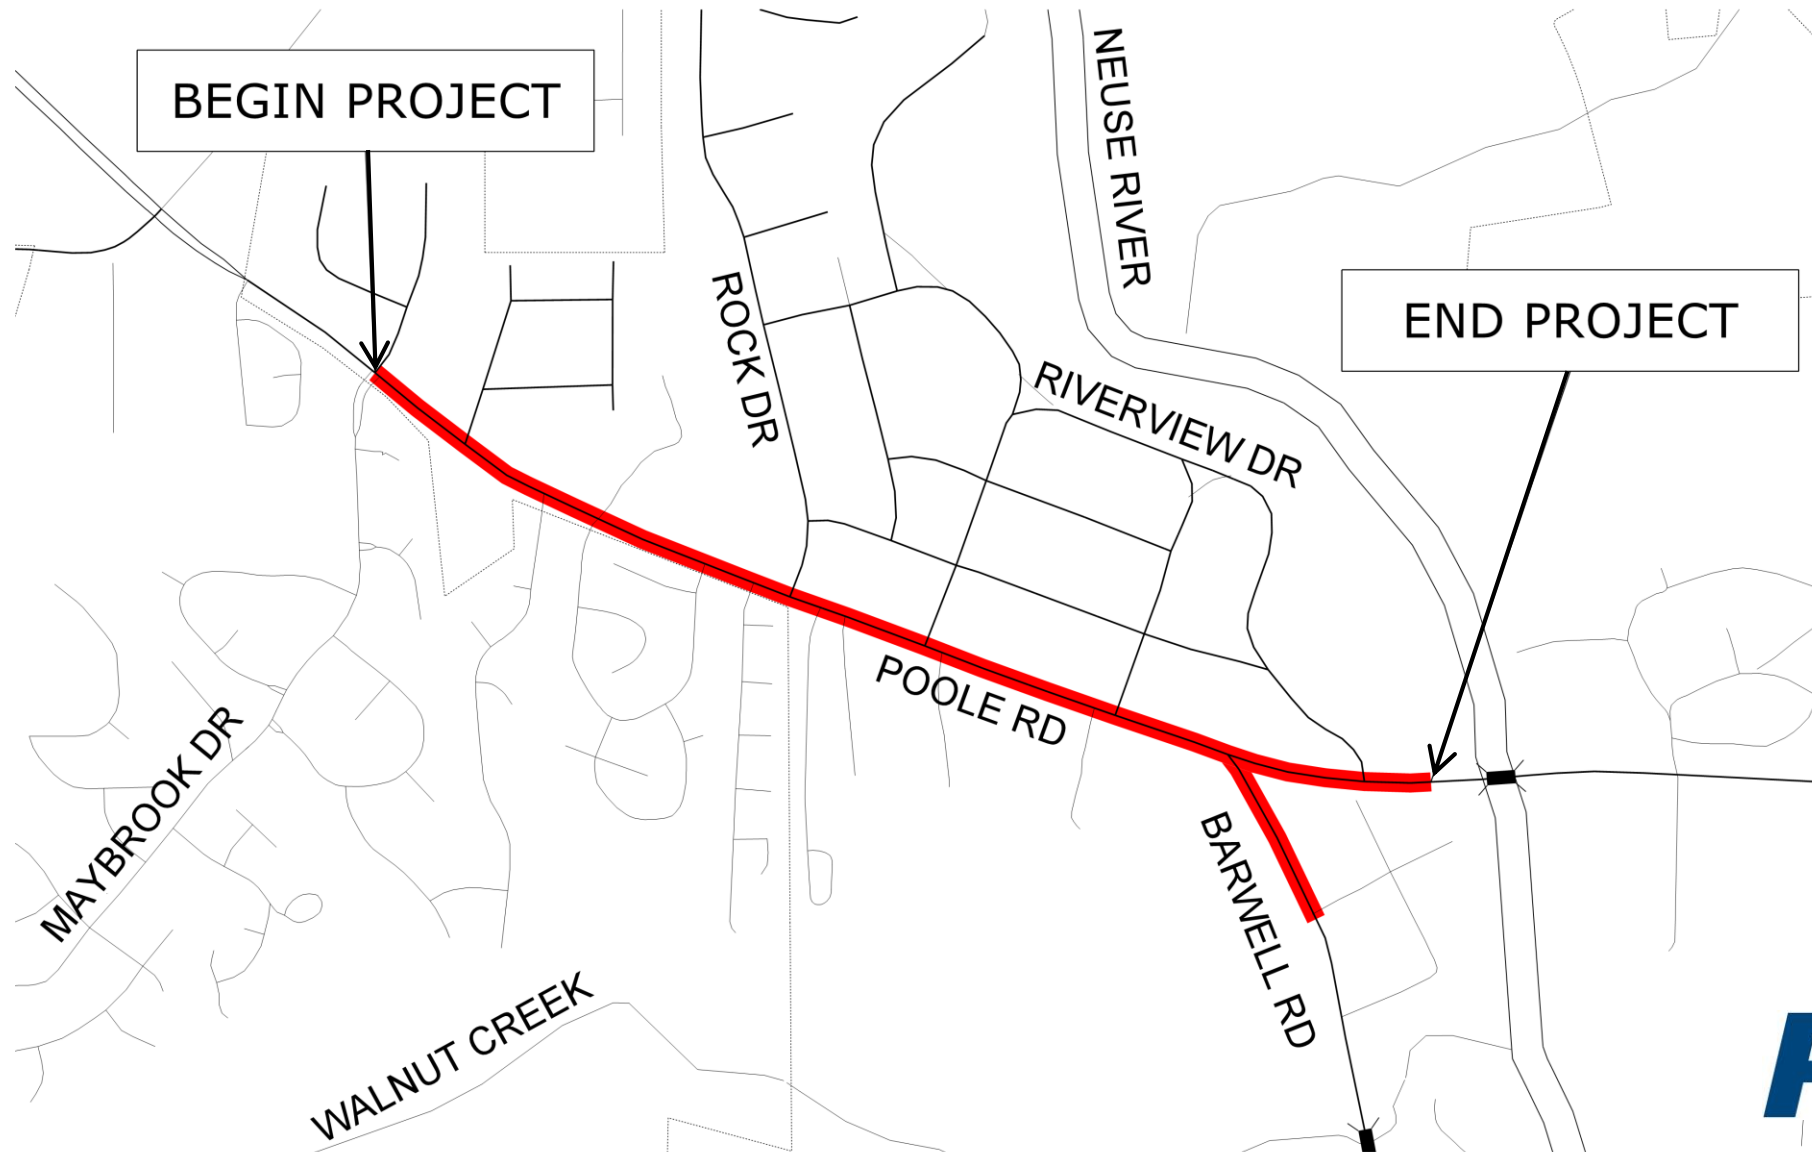 BEGIN PROJECT
NEUSE RIVER
ROCK DR
END PROJECT
RIVERVIEW DR
POOLE RD
MAYBROOK DR
BARWELL RD
WALNUT CREEK